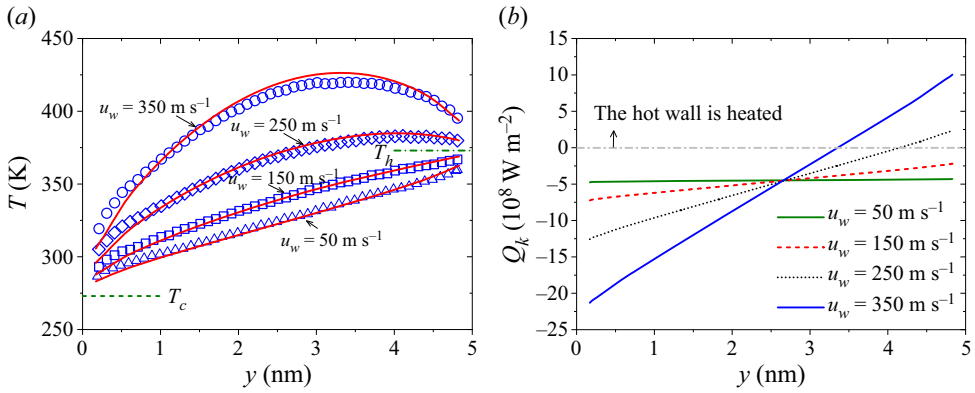 (a)
450
400
350
300
250
T (K)
u_w = 350 m s⁻¹
u_w = 250 m s⁻¹
T_h
u_w = 150 m s⁻¹
u_w = 50 m s⁻¹
T_c
0 1 2 3 4 5
y (nm)
(b)
15
10
5
0
−5
−10
−15
−20
−25
Q_k (10⁸ W m⁻²)
The hot wall is heated
u_w = 50 m s⁻¹
u_w = 150 m s⁻¹
u_w = 250 m s⁻¹
u_w = 350 m s⁻¹
0 1 2 3 4 5
y (nm)